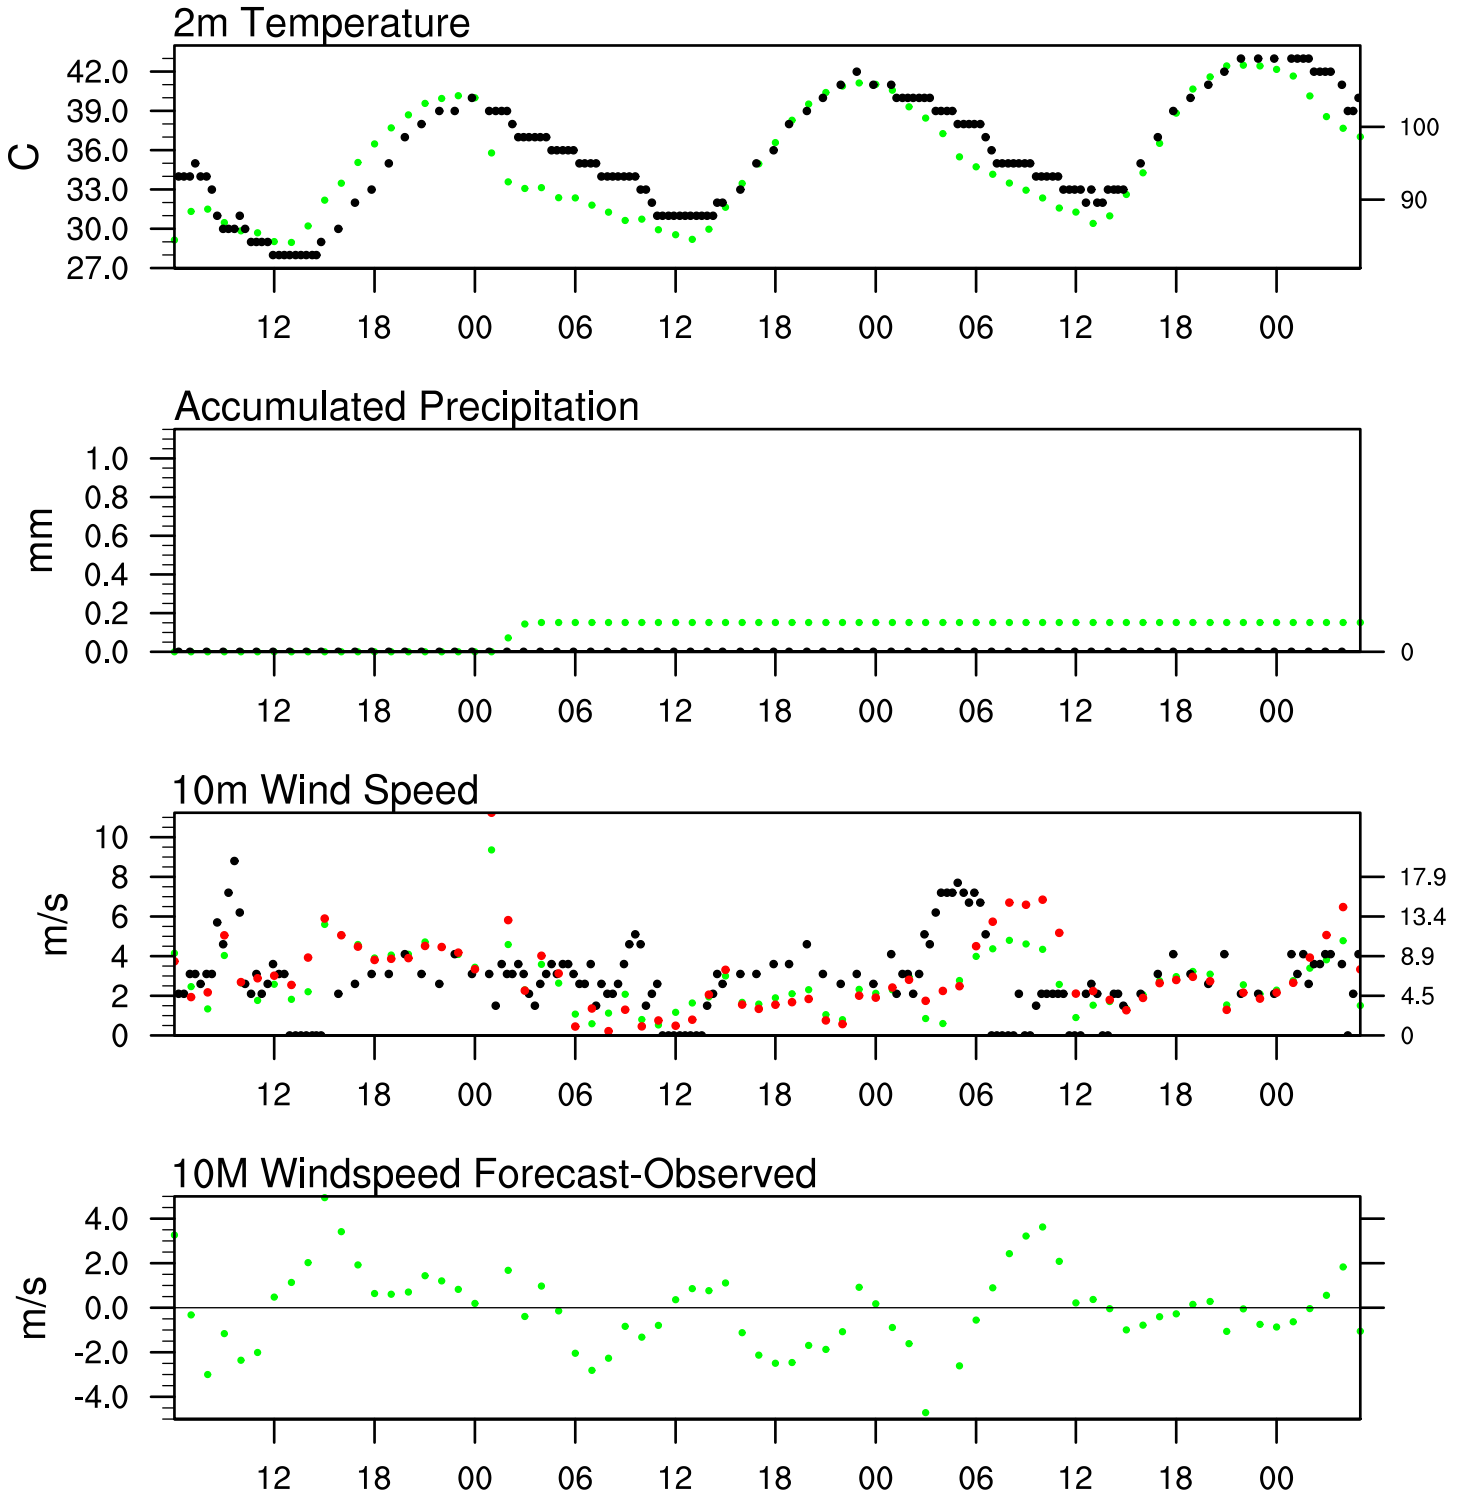 2m Temperature
42.0
39.0
36.0
33.0
30.0
27.0
C
100
90
12 18 00 06 12 18 00 06 12 18 00
Accumulated Precipitation
1.0
0.8
0.6
0.4
0.2
0.0
mm
0
12 18 00 06 12 18 00 06 12 18 00
10m Wind Speed
10
8
6
4
2
0
m/s
17.9
13.4
8.9
4.5
0
12 18 00 06 12 18 00 06 12 18 00
10M Windspeed Forecast-Observed
4.0
2.0
0.0
-2.0
-4.0
m/s
12 18 00 06 12 18 00 06 12 18 00